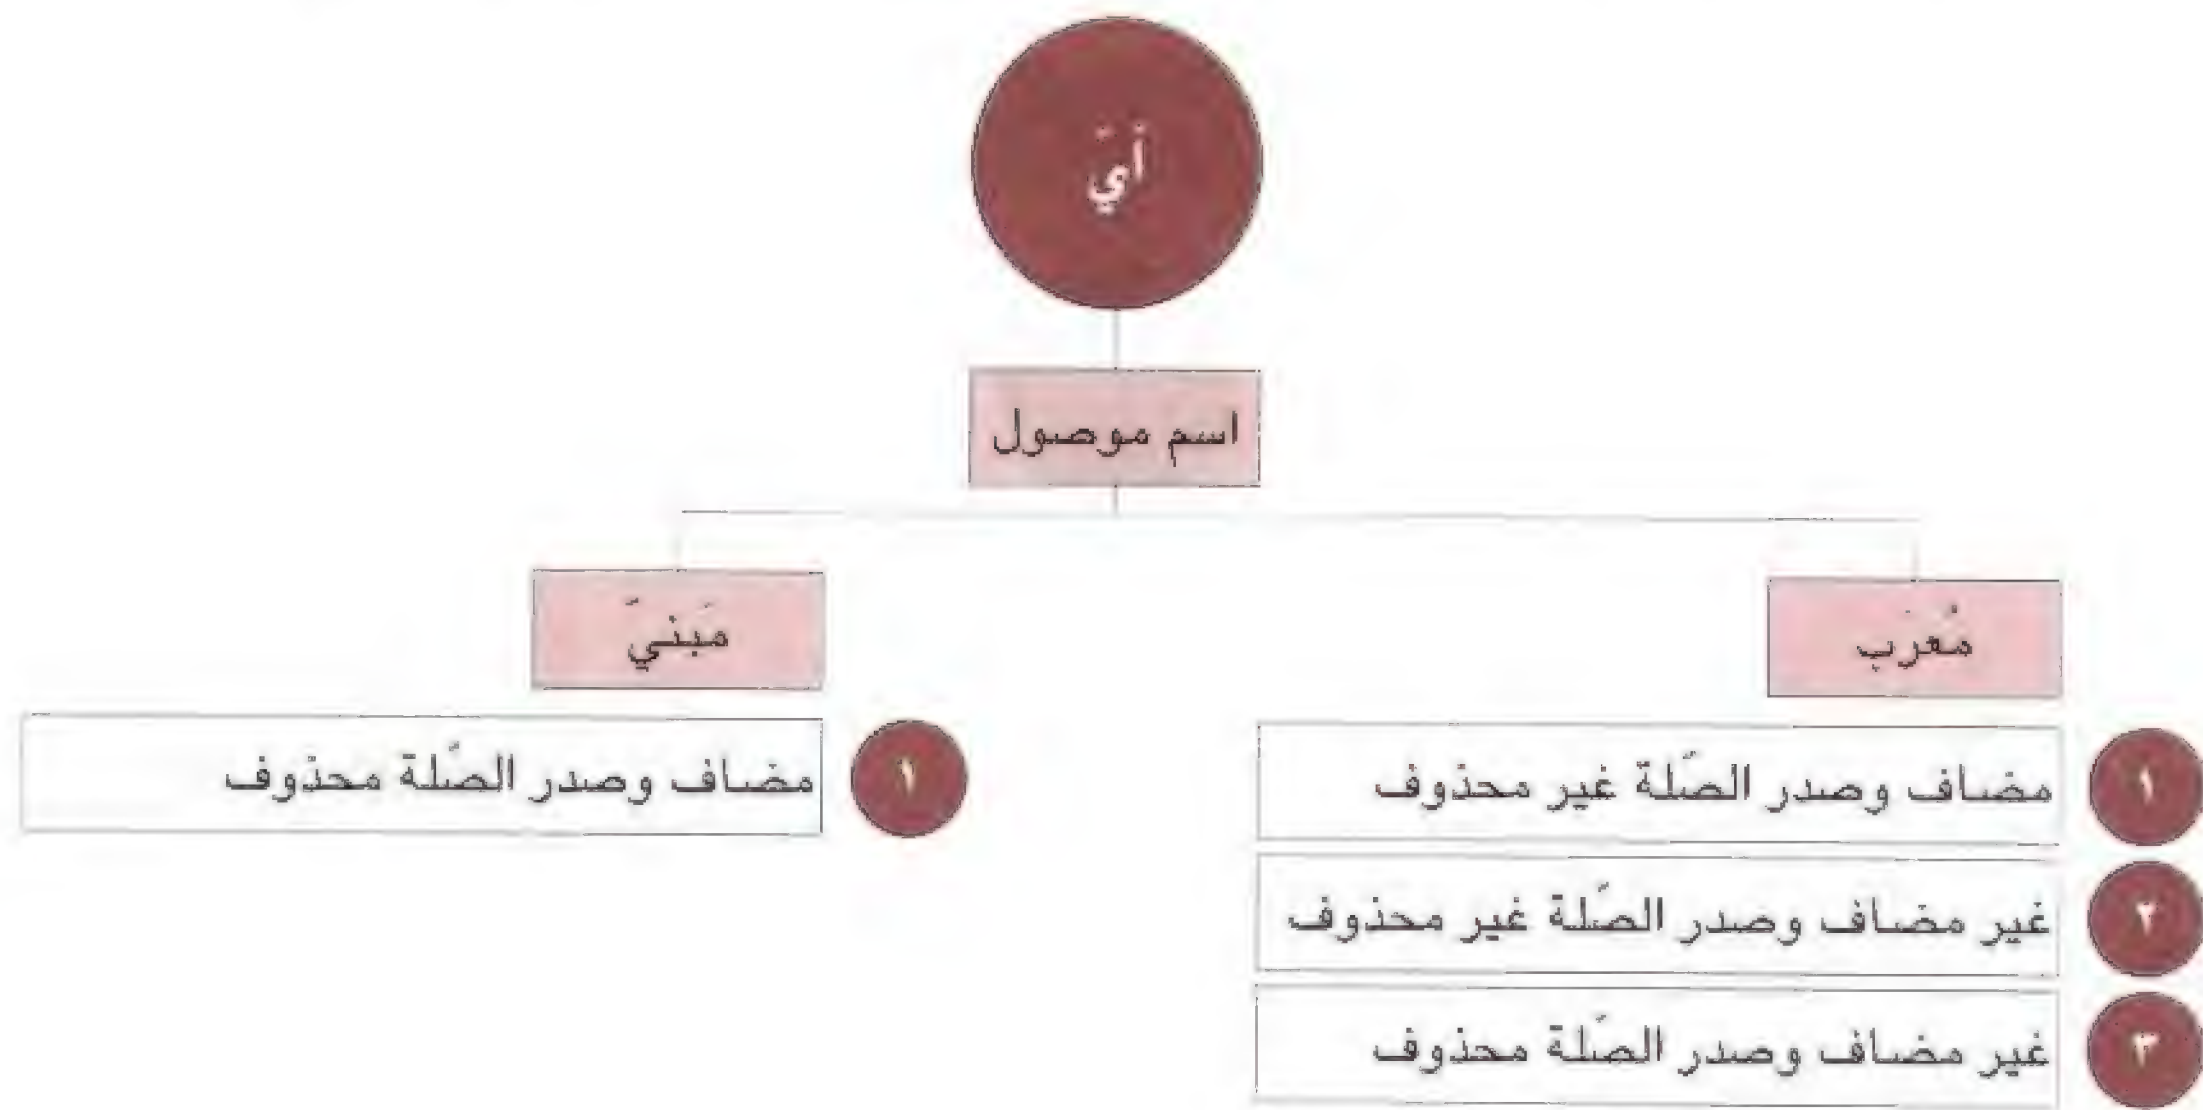 أيّ
اسم موصول
مُعرَب
١ مضاف وصدر الصّلة غير محذوف
٢ غير مضاف وصدر الصّلة غير محذوف
٣ غير مضاف وصدر الصّلة محذوف
مَبنيّ
١ مضاف وصدر الصّلة محذوف